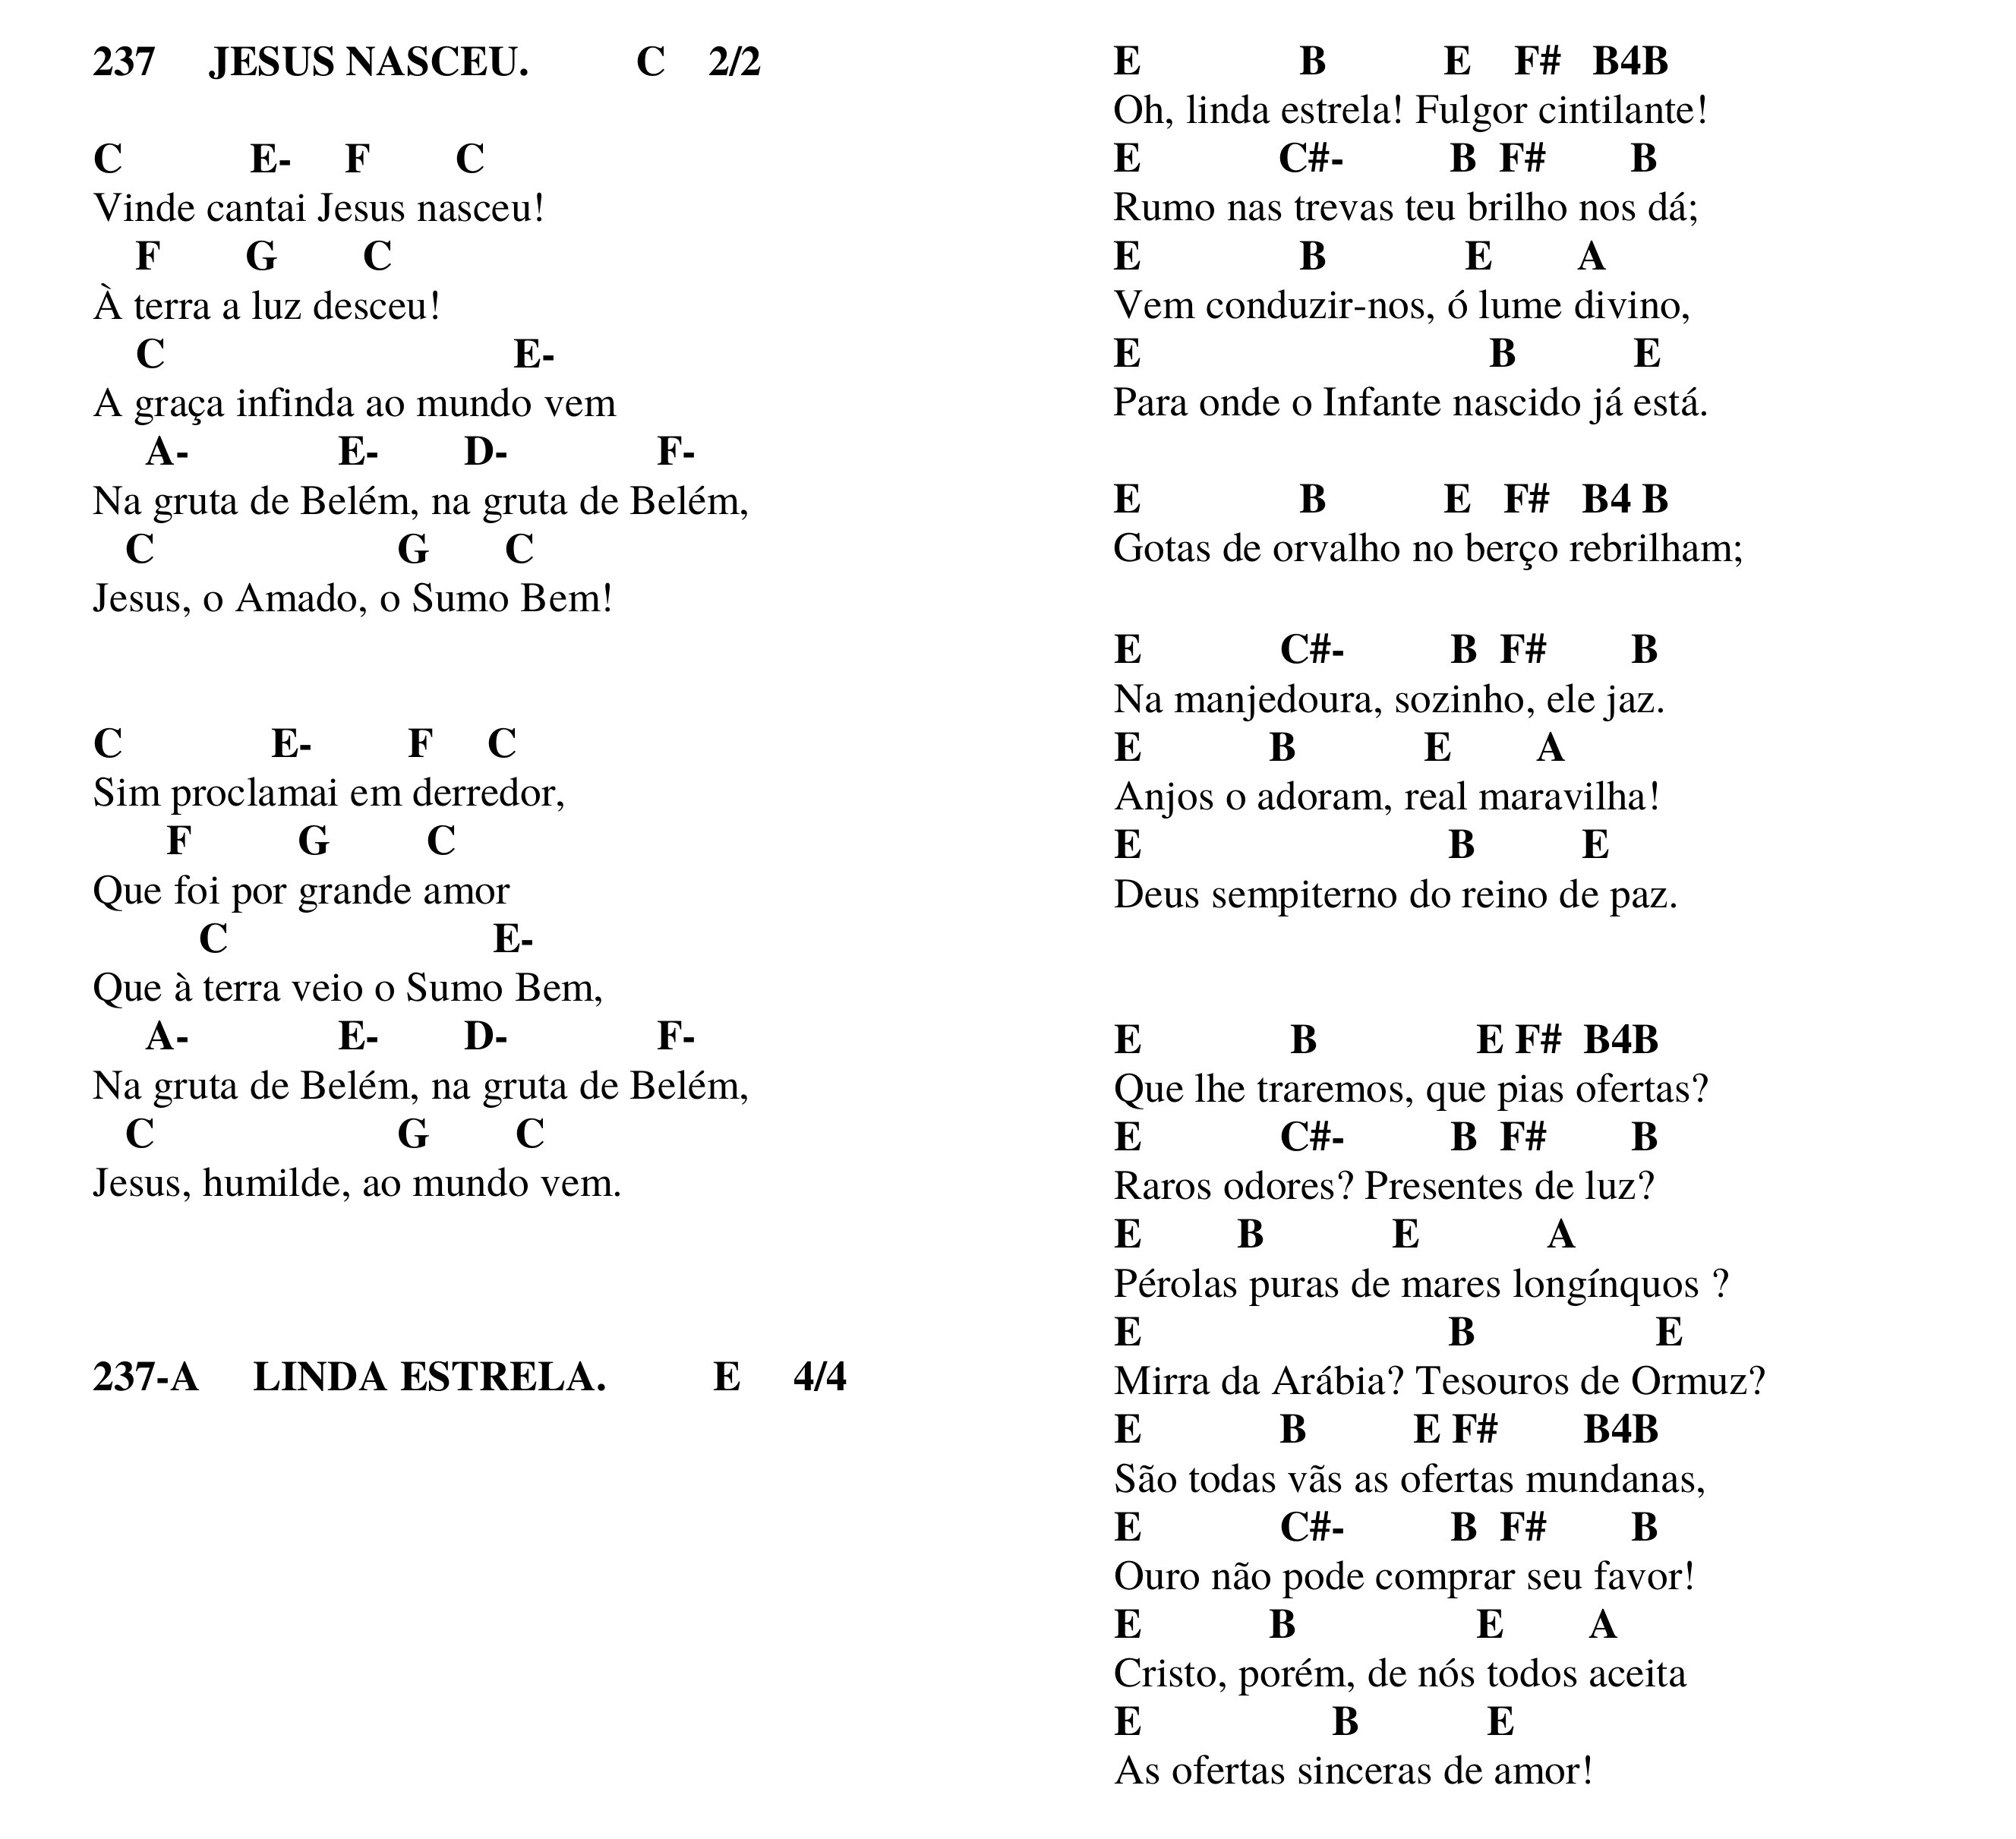 237 JESUS NASCEU. C 2/2
C E- F C
Vinde cantai Jesus nasceu!
F G C
À terra a luz desceu!
C E-
A graça infinda ao mundo vem
A- E- D- F-
Na gruta de Belém, na gruta de Belém,
C G C
Jesus, o Amado, o Sumo Bem!
C E- F C
Sim proclamai em derredor,
F G C
Que foi por grande amor
C E-
Que à terra veio o Sumo Bem,
A- E- D- F-
Na gruta de Belém, na gruta de Belém,
C G C
Jesus, humilde, ao mundo vem.
237-A LINDA ESTRELA. E 4/4
E B E F# B4B
Oh, linda estrela! Fulgor cintilante!
E C#- B F# B
Rumo nas trevas teu brilho nos dá;
E B E A
Vem conduzir-nos, ó lume divino,
E B E
Para onde o Infante nascido já está.
E B E F# B4 B
Gotas de orvalho no berço rebrilham;
E C#- B F# B
Na manjedoura, sozinho, ele jaz.
E B E A
Anjos o adoram, real maravilha!
E B E
Deus sempiterno do reino de paz.
E B E F# B4B
Que lhe traremos, que pias ofertas?
E C#- B F# B
Raros odores? Presentes de luz?
E B E A
Pérolas puras de mares longínquos ?
E B E
Mirra da Arábia? Tesouros de Ormuz?
E B E F# B4B
São todas vãs as ofertas mundanas,
E C#- B F# B
Ouro não pode comprar seu favor!
E B E A
Cristo, porém, de nós todos aceita
E B E
As ofertas sinceras de amor!